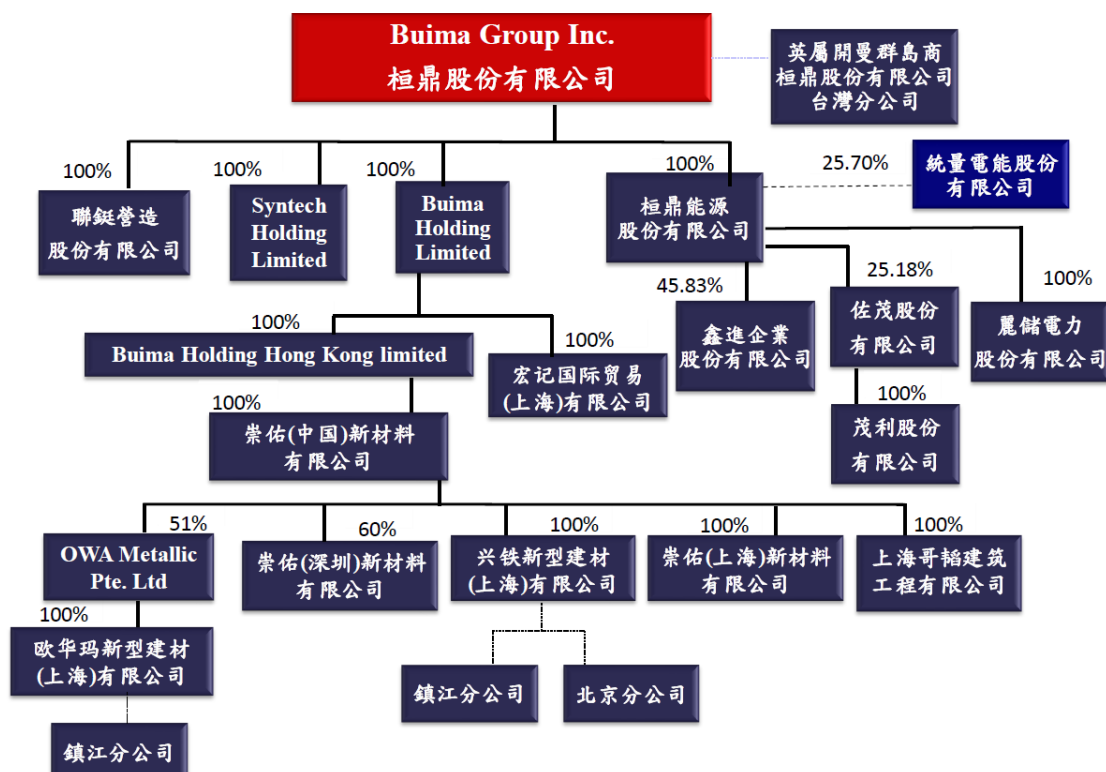 Buima Group Inc.
桓鼎股份有限公司
英屬開曼群島商
桓鼎股份有限公司
台灣分公司
100%
聯鋌營造
股份有限公司
100%
Syntech
Holding
Limited
100%
Buima
Holding
Limited
100%
桓鼎能源
股份有限公司
25.70%
統量電能股份
有限公司
45.83%
鑫進企業
股份有限公司
25.18%
佐茂股份
有限公司
100%
麗儲電力
股份有限公司
100%
茂利股份
有限公司
100%
Buima Holding Hong Kong limited
100%
宏记国际贸易
(上海)有限公司
100%
崇佑(中国)新材料
有限公司
51%
OWA Metallic
Pte. Ltd
60%
崇佑(深圳)新材料
有限公司
100%
兴铁新型建材
(上海)有限公司
100%
崇佑(上海)新材料
有限公司
100%
上海哥韬建筑
工程有限公司
100%
欧华玛新型建材
(上海)有限公司
鎮江分公司
鎮江分公司
北京分公司